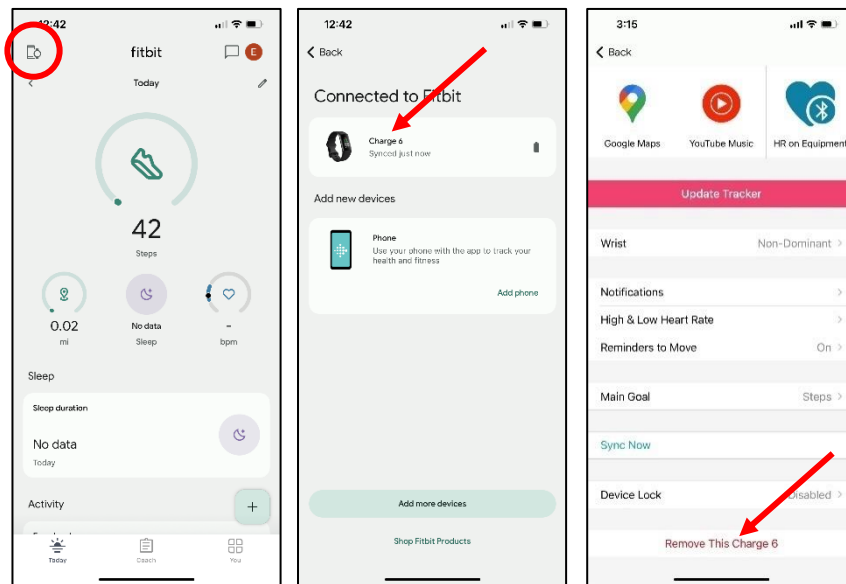 12:42
fitbit
E
Today
42
Steps
0.02
mi
No data
Sleep
-
bpm
Sleep
Sleep duration
No data
Today
Activity
+
Today
Coach
You
12:42
Back
Connected to Fitbit
Charge 6
Synced just now
Add new devices
Phone
Use your phone with the app to track your
health and fitness
Add phone
Add more devices
Shop Fitbit Products
3:15
Back
Google Maps
YouTube Music
HR on Equipment
Update Tracker
Wrist Non-Dominant
Notifications
High & Low Heart Rate
Reminders to Move On
Main Goal Steps
Sync Now
Device Lock Disabled
Remove This Charge 6